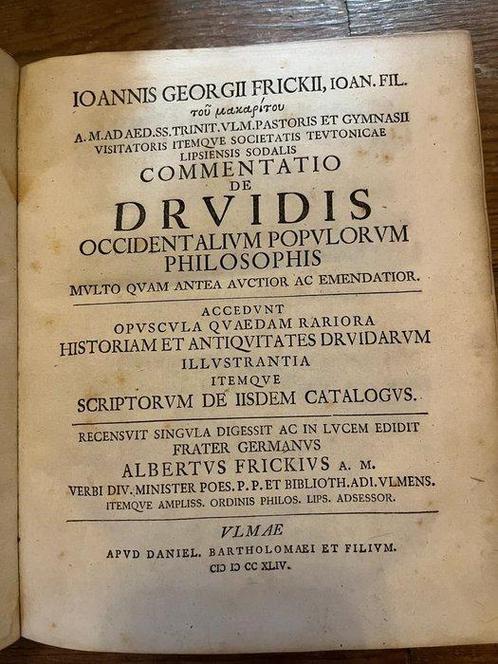 IOANNIS GEORGII FRICKII, IOAN. FIL.
τοῦ μακαρίτου
A. M. AD AED. SS. TRINIT. VLM. PASTORIS ET GYMNASII
VISITATORIS ITEMQVE SOCIETATIS TEVTONICAE
LIPSIENSIS SODALIS
COMMENTATIO
DE
DRVIDIS
OCCIDENTALIVM POPVLORVM
PHILOSOPHIS
MVLTO QVAM ANTEA AVCTIOR AC EMENDATIOR.
ACCEDVNT
OPVSCVLA QVAEDAM RARIORA
HISTORIAM ET ANTIQVITATES DRVIDARVM
ILLVSTRANTIA
ITEMQVE
SCRIPTORVM DE IISDEM CATALOGVS.
RECENSVIT SINGVLA DIGESSIT AC IN LVCEM EDIDIT
FRATER GERMANVS
ALBERTVS FRICKIVS A. M.
VERBI DIV. MINISTER POES. P. P. ET BIBLIOTH. ADI. VLMENS.
ITEMQVE AMPLISS. ORDINIS PHILOS. LIPS. ADSESSOR.
VLMAE
APVD DANIEL. BARTHOLOMAEI ET FILIVM.
CIↃ IↃ CC XLIV.